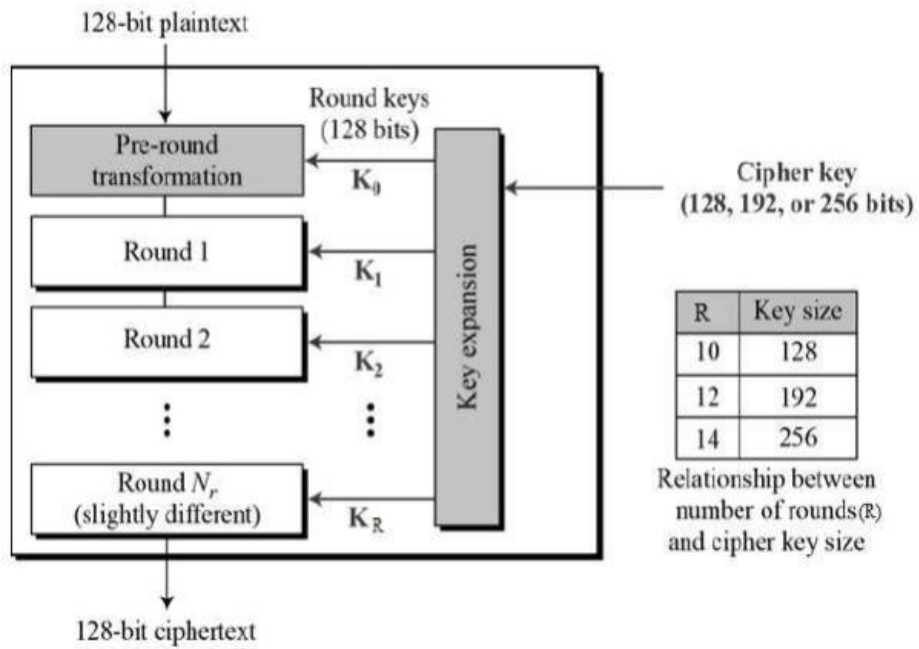 128-bit plaintext
Round keys
(128 bits)
Pre-round
transformation
K₀
Cipher key
(128, 192, or 256 bits)
Round 1
K₁
Round 2
K₂
Key expansion
Round Nᵣ
(slightly different)
K_R
128-bit ciphertext
R Key size
10 128
12 192
14 256
Relationship between
number of rounds(R)
and cipher key size